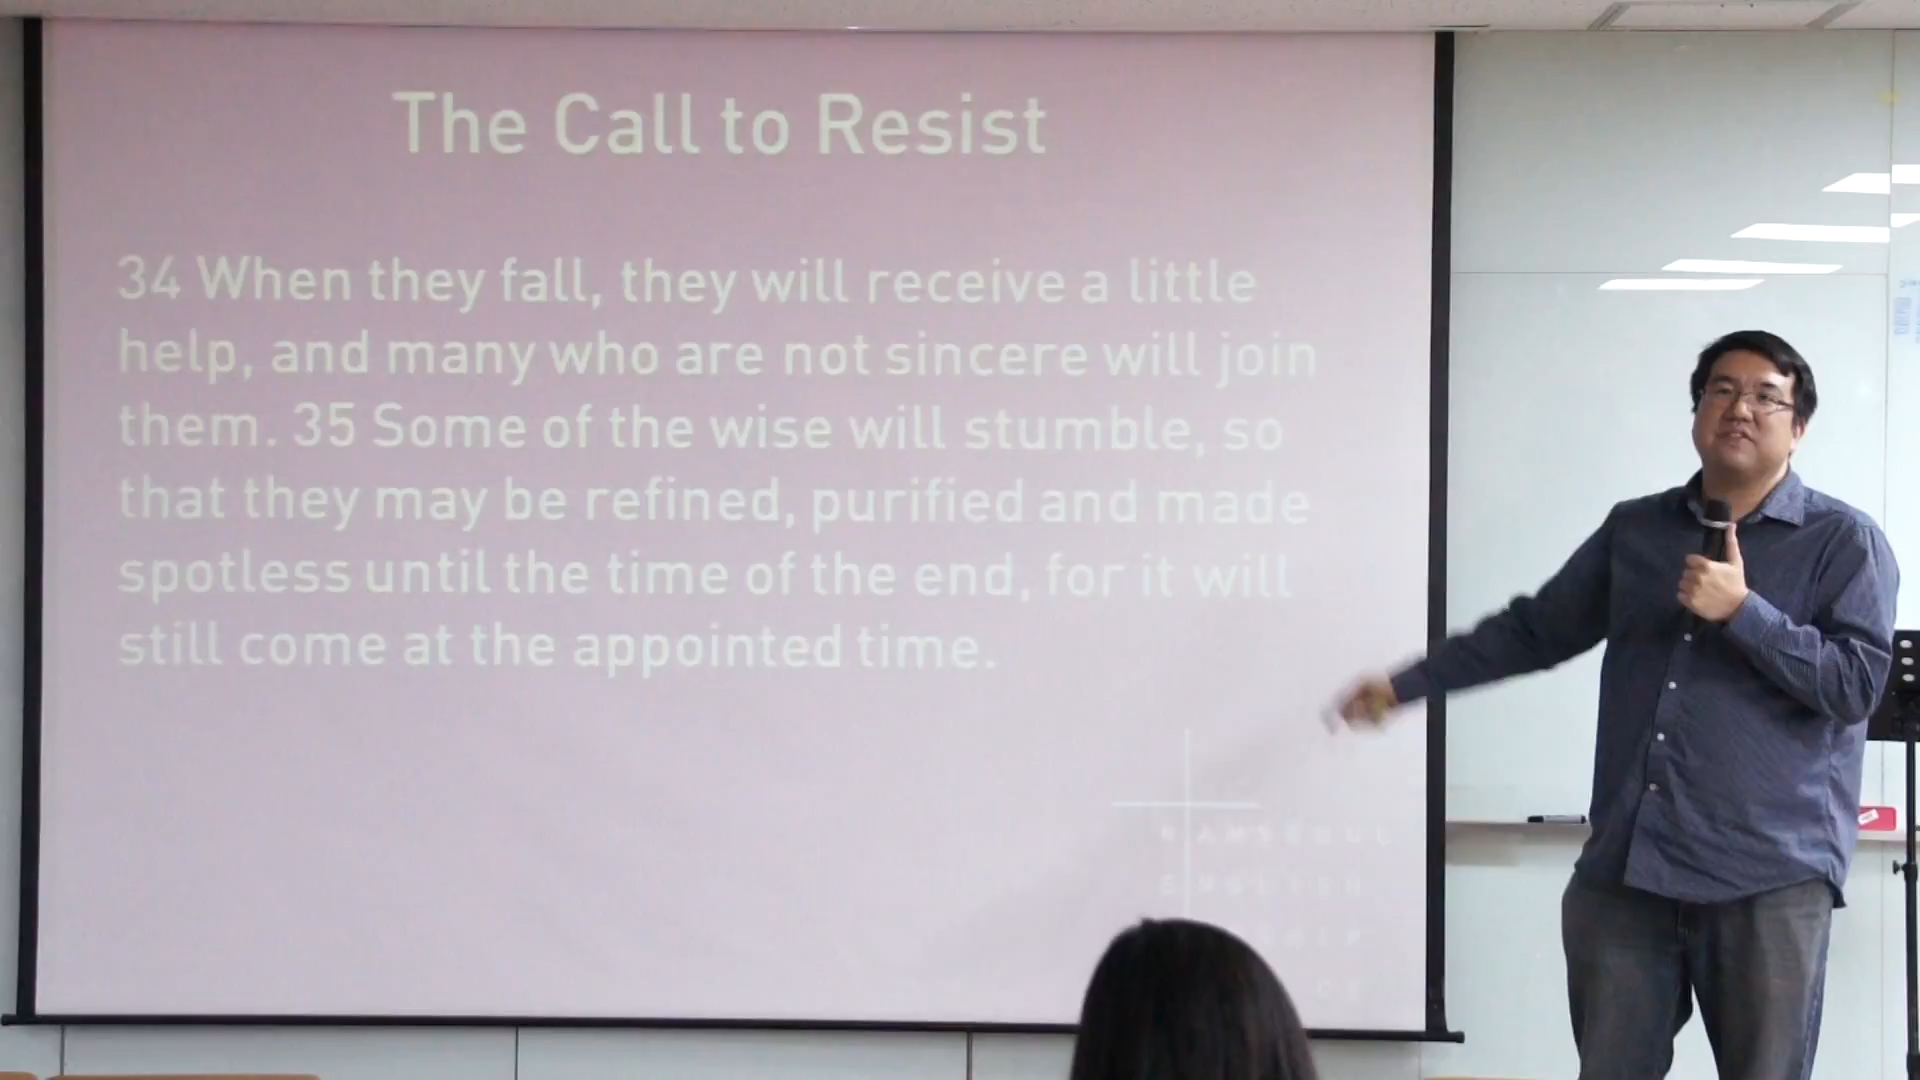 The Call to Resist
34 When they fall, they will receive a little
help, and many who are not sincere will join
them. 35 Some of the wise will stumble, so
that they may be refined, purified and made
spotless until the time of the end, for it will
still come at the appointed time.